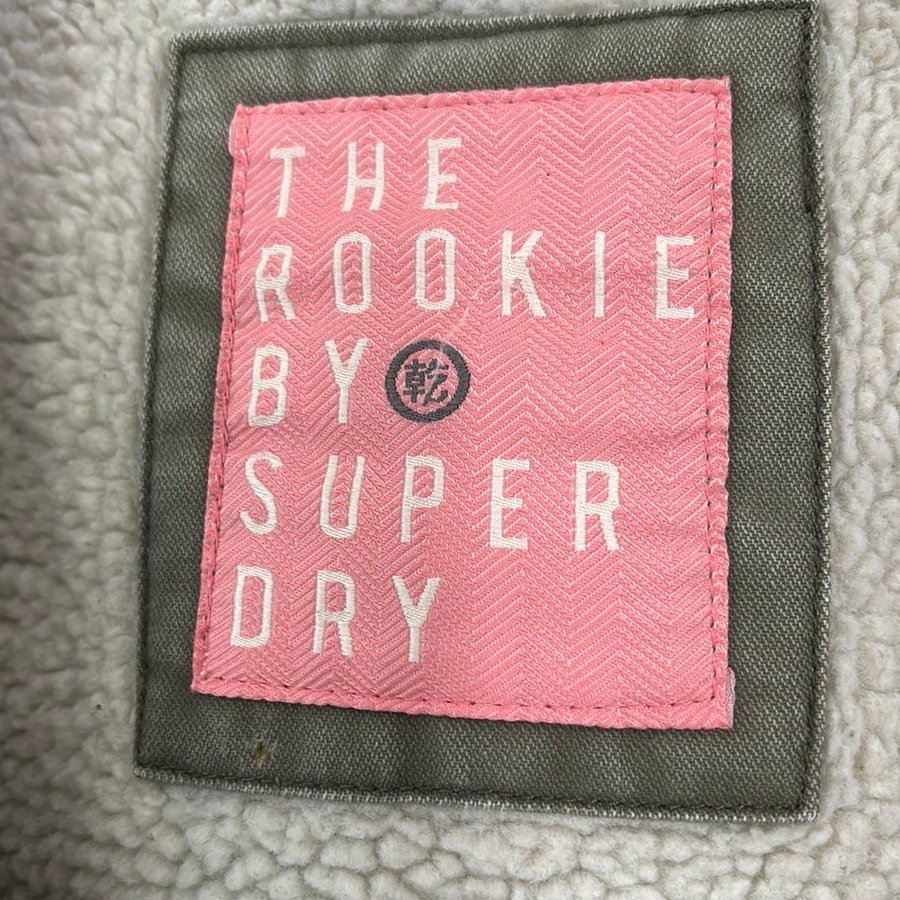 THE
ROOKIE
BY 乾
SUPER
DRY